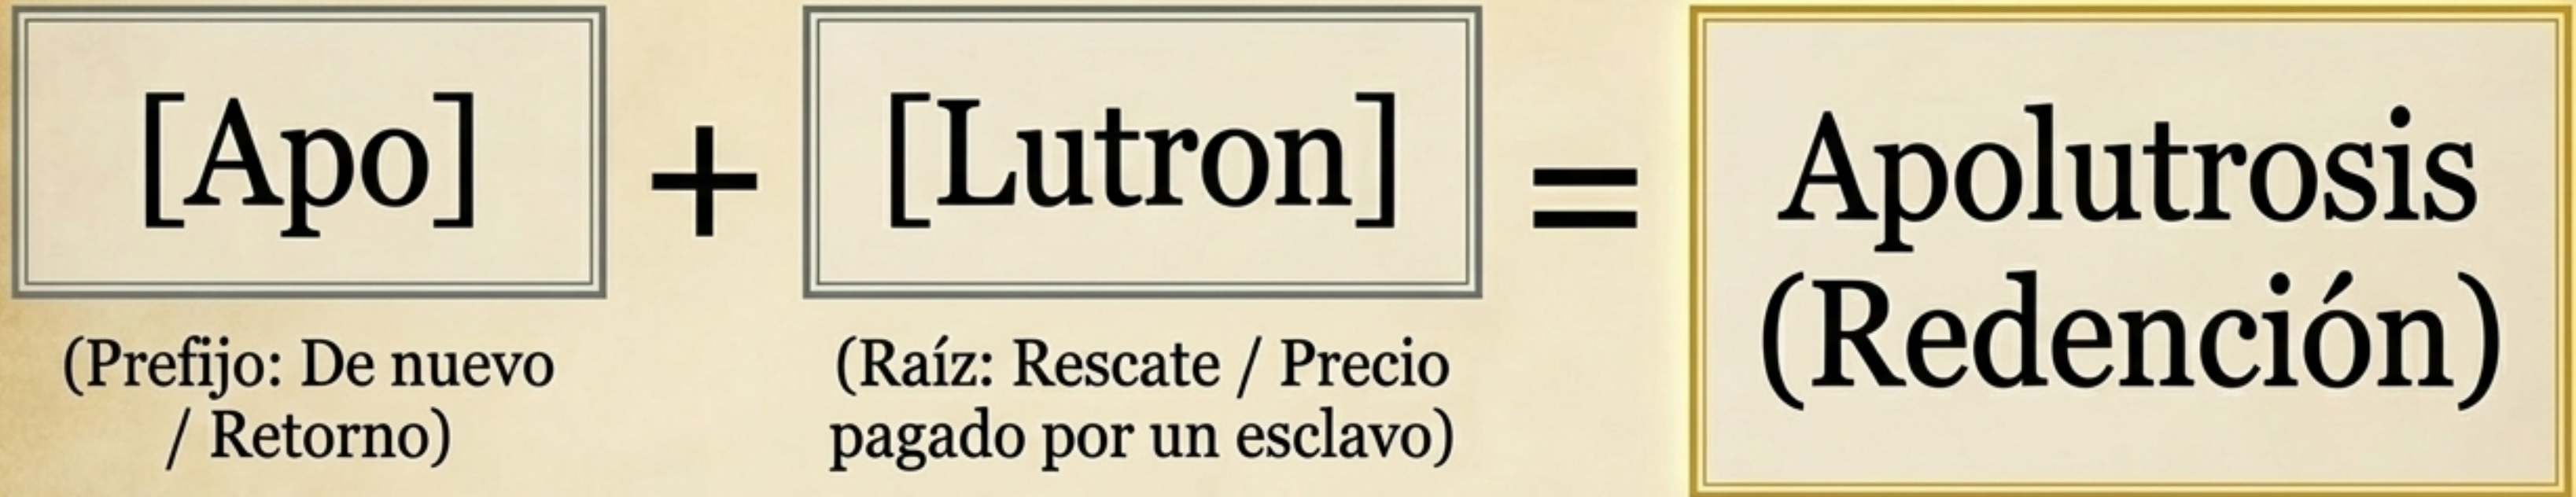 [Apo]
+
[Lutron]
=
Apolutrosis
(Redención)
(Prefijo: De nuevo
/ Retorno)
(Raíz: Rescate / Precio
pagado por un esclavo)